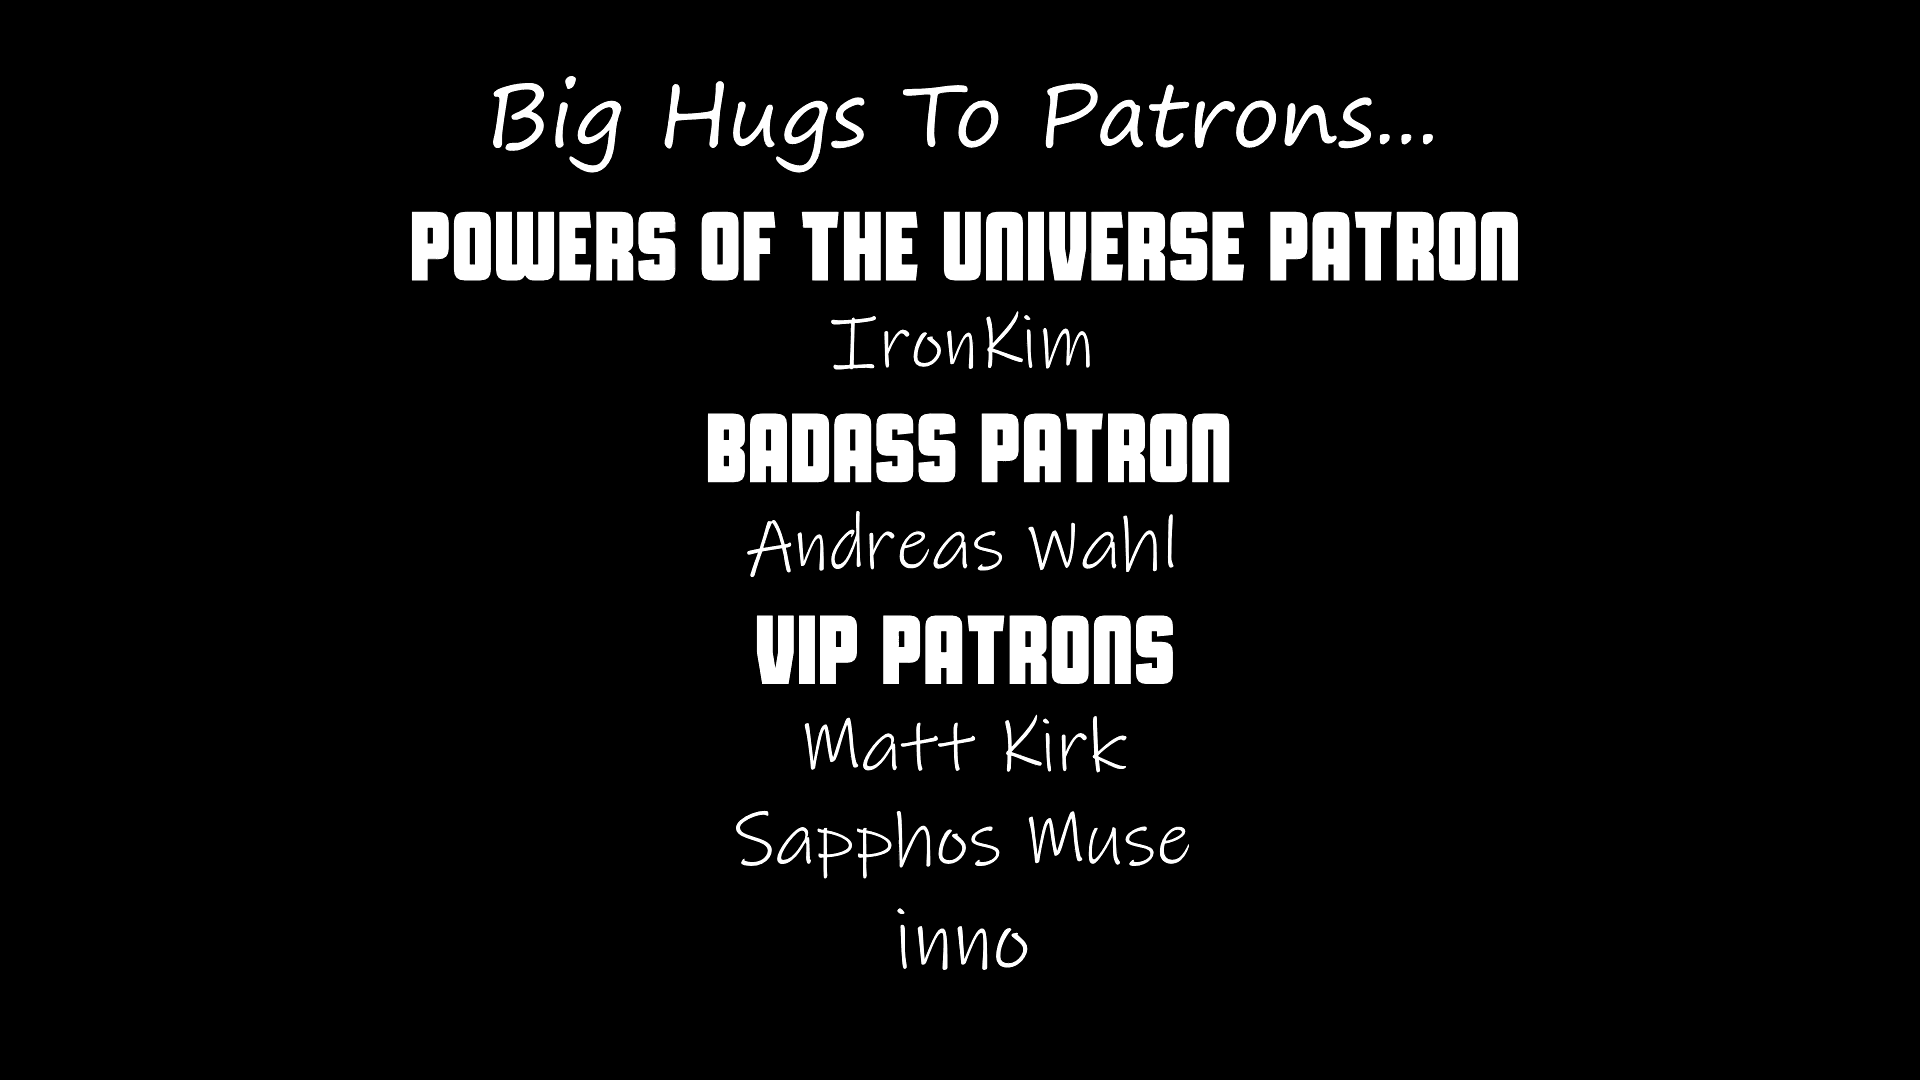 Big Hugs To Patrons...
POWERS OF THE UNIVERSE PATRON
IronKim
BADASS PATRON
Andreas Wahl
VIP PATRONS
Matt Kirk
Sapphos Muse
inno